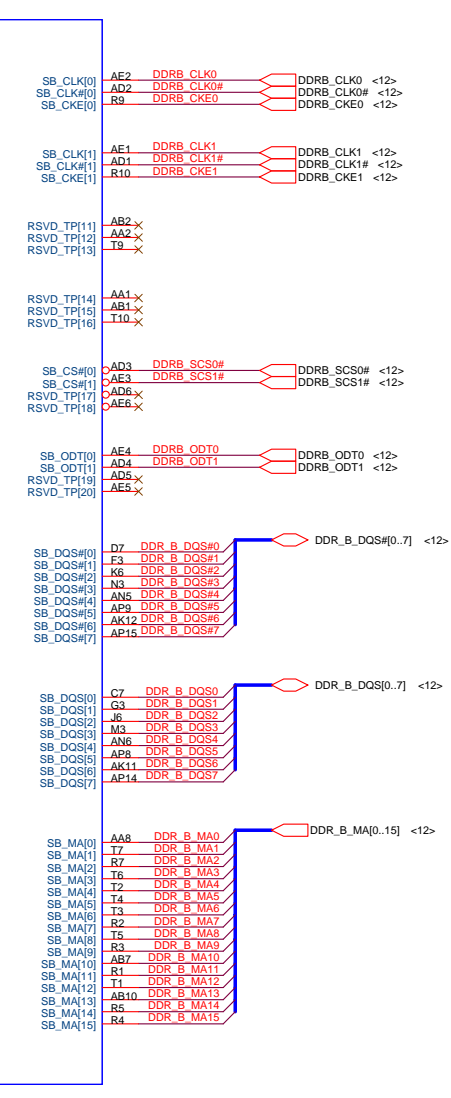 SB_CLK[0] AE2 DDRB_CLK0 DDRB_CLK0 <12>
SB_CLK#[0] AD2 DDRB_CLK0# DDRB_CLK0# <12>
SB_CKE[0] R9 DDRB_CKE0 DDRB_CKE0 <12>
SB_CLK[1] AE1 DDRB_CLK1 DDRB_CLK1 <12>
SB_CLK#[1] AD1 DDRB_CLK1# DDRB_CLK1# <12>
SB_CKE[1] R10 DDRB_CKE1 DDRB_CKE1 <12>
RSVD_TP[11] AB2
RSVD_TP[12] AA2
RSVD_TP[13] T9
RSVD_TP[14] AA1
RSVD_TP[15] AB1
RSVD_TP[16] T10
SB_CS#[0] AD3 DDRB_SCS0# DDRB_SCS0# <12>
SB_CS#[1] AE3 DDRB_SCS1# DDRB_SCS1# <12>
RSVD_TP[17] AD6
RSVD_TP[18] AE6
SB_ODT[0] AE4 DDRB_ODT0 DDRB_ODT0 <12>
SB_ODT[1] AD4 DDRB_ODT1 DDRB_ODT1 <12>
RSVD_TP[19] AD5
RSVD_TP[20] AE5
DDR_B_DQS#[0..7] <12>
SB_DQS#[0] D7 DDR_B_DQS#0
SB_DQS#[1] F3 DDR_B_DQS#1
SB_DQS#[2] K6 DDR_B_DQS#2
SB_DQS#[3] N3 DDR_B_DQS#3
SB_DQS#[4] AN5 DDR_B_DQS#4
SB_DQS#[5] AP9 DDR_B_DQS#5
SB_DQS#[6] AK12 DDR_B_DQS#6
SB_DQS#[7] AP15 DDR_B_DQS#7
DDR_B_DQS[0..7] <12>
SB_DQS[0] C7 DDR_B_DQS0
SB_DQS[1] G3 DDR_B_DQS1
SB_DQS[2] J6 DDR_B_DQS2
SB_DQS[3] M3 DDR_B_DQS3
SB_DQS[4] AN6 DDR_B_DQS4
SB_DQS[5] AP8 DDR_B_DQS5
SB_DQS[6] AK11 DDR_B_DQS6
SB_DQS[7] AP14 DDR_B_DQS7
DDR_B_MA[0..15] <12>
SB_MA[0] AA8 DDR_B_MA0
SB_MA[1] T7 DDR_B_MA1
SB_MA[2] R7 DDR_B_MA2
SB_MA[3] T6 DDR_B_MA3
SB_MA[4] T2 DDR_B_MA4
SB_MA[5] T4 DDR_B_MA5
SB_MA[6] T3 DDR_B_MA6
SB_MA[7] R2 DDR_B_MA7
SB_MA[8] T5 DDR_B_MA8
SB_MA[9] R3 DDR_B_MA9
SB_MA[10] AB7 DDR_B_MA10
SB_MA[11] R1 DDR_B_MA11
SB_MA[12] T1 DDR_B_MA12
SB_MA[13] AB10 DDR_B_MA13
SB_MA[14] R5 DDR_B_MA14
SB_MA[15] R4 DDR_B_MA15